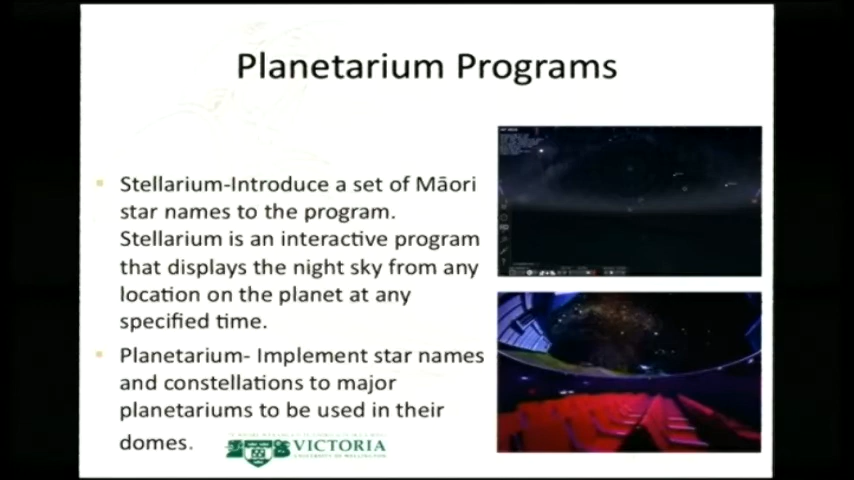 Planetarium Programs
Stellarium-Introduce a set of Māori
star names to the program.
Stellarium is an interactive program
that displays the night sky from any
location on the planet at any
specified time.
Planetarium- Implement star names
and constellations to major
planetariums to be used in their
domes.
VICTORIA
UNIVERSITY OF WELLINGTON